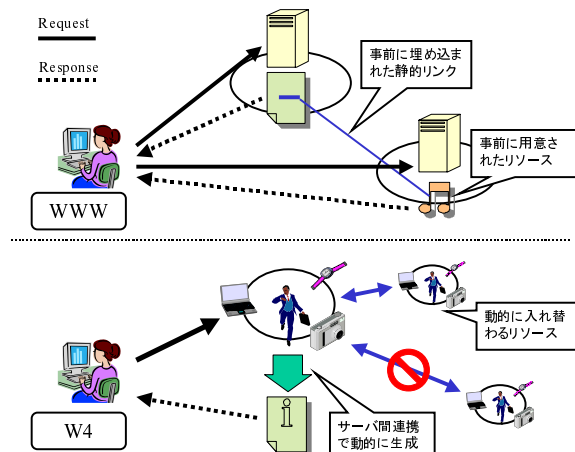 Request
Response
事前に埋め込ま
れた静的リンク
事前に用意さ
れたリソース
WWW
動的に入れ替
わるリソース
W4
i
サーバ間連携
で動的に生成